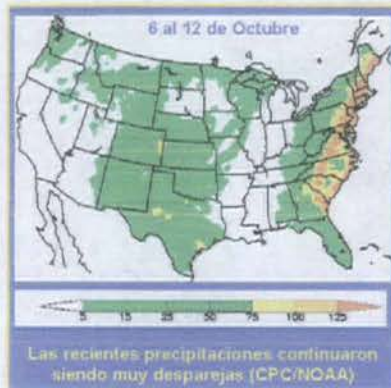 6 al 12 de Octubre
5 15 25 50 75 100 125
Las recientes precipitaciones continuaron
siendo muy desparejas (CPC/NOAA)